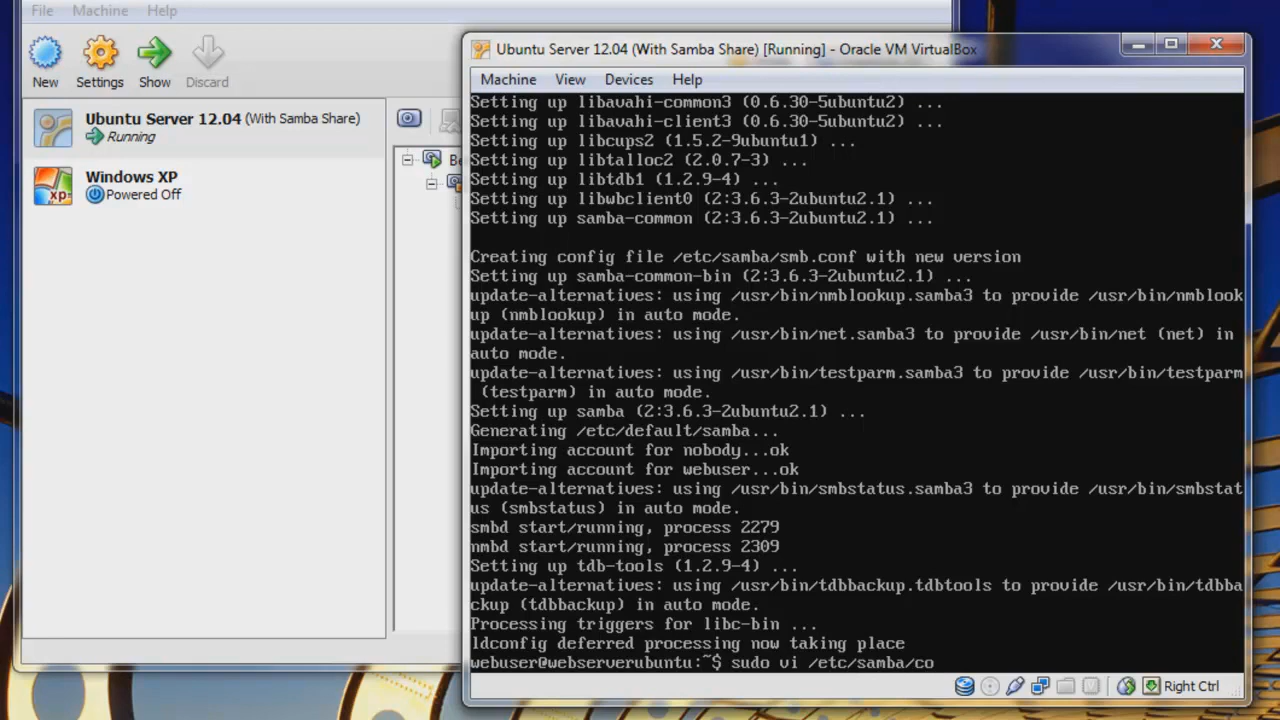 File Machine Help
New Settings Show Discard
Ubuntu Server 12.04 (With Samba Share)
Running
Windows XP
Powered Off
Ubuntu Server 12.04 (With Samba Share) [Running] - Oracle VM VirtualBox
Machine View Devices Help
Setting up libavahi-common3 (0.6.30-5ubuntu2) ...
Setting up libavahi-client3 (0.6.30-5ubuntu2) ...
Setting up libcups2 (1.5.2-9ubuntu1) ...
Setting up libtalloc2 (2.0.7-3) ...
Setting up libtdb1 (1.2.9-4) ...
Setting up libwbclient0 (2:3.6.3-2ubuntu2.1) ...
Setting up samba-common (2:3.6.3-2ubuntu2.1) ...
Creating config file /etc/samba/smb.conf with new version
Setting up samba-common-bin (2:3.6.3-2ubuntu2.1) ...
update-alternatives: using /usr/bin/nmblookup.samba3 to provide /usr/bin/nmblook
up (nmblookup) in auto mode.
update-alternatives: using /usr/bin/net.samba3 to provide /usr/bin/net (net) in
auto mode.
update-alternatives: using /usr/bin/testparm.samba3 to provide /usr/bin/testparm
(testparm) in auto mode.
Setting up samba (2:3.6.3-2ubuntu2.1) ...
Generating /etc/default/samba...
Importing account for nobody...ok
Importing account for webuser...ok
update-alternatives: using /usr/bin/smbstatus.samba3 to provide /usr/bin/smbstat
us (smbstatus) in auto mode.
smbd start/running, process 2279
nmbd start/running, process 2309
Setting up tdb-tools (1.2.9-4) ...
update-alternatives: using /usr/bin/tdbbackup.tdbtools to provide /usr/bin/tdbba
ckup (tdbbackup) in auto mode.
Processing triggers for libc-bin ...
ldconfig deferred processing now taking place
webuser@webserverubuntu:~$ sudo vi /etc/samba/co
Right Ctrl